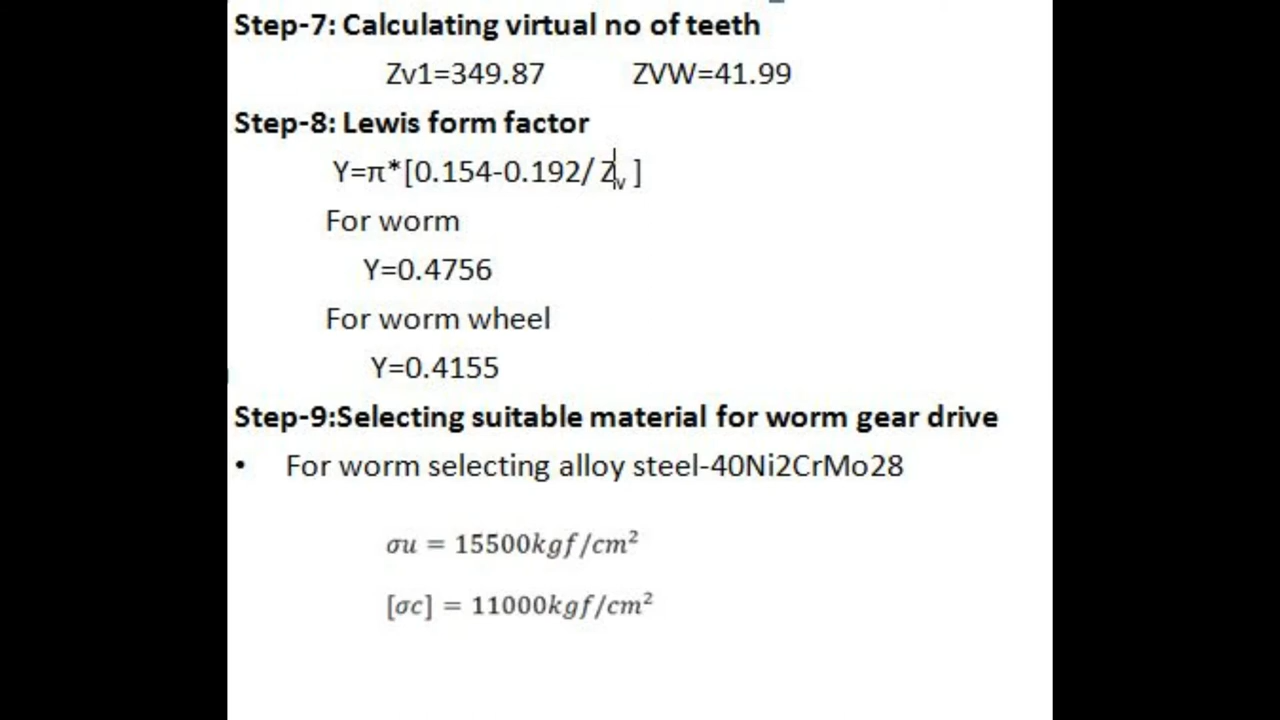 Step-7: Calculating virtual no of teeth
Zv1=349.87 ZVW=41.99
Step-8: Lewis form factor
Y=π*[0.154-0.192/ Zv ]
For worm
Y=0.4756
For worm wheel
Y=0.4155
Step-9:Selecting suitable material for worm gear drive
• For worm selecting alloy steel-40Ni2CrMo28
σu = 15500kgf/cm²
[σc] = 11000kgf/cm²